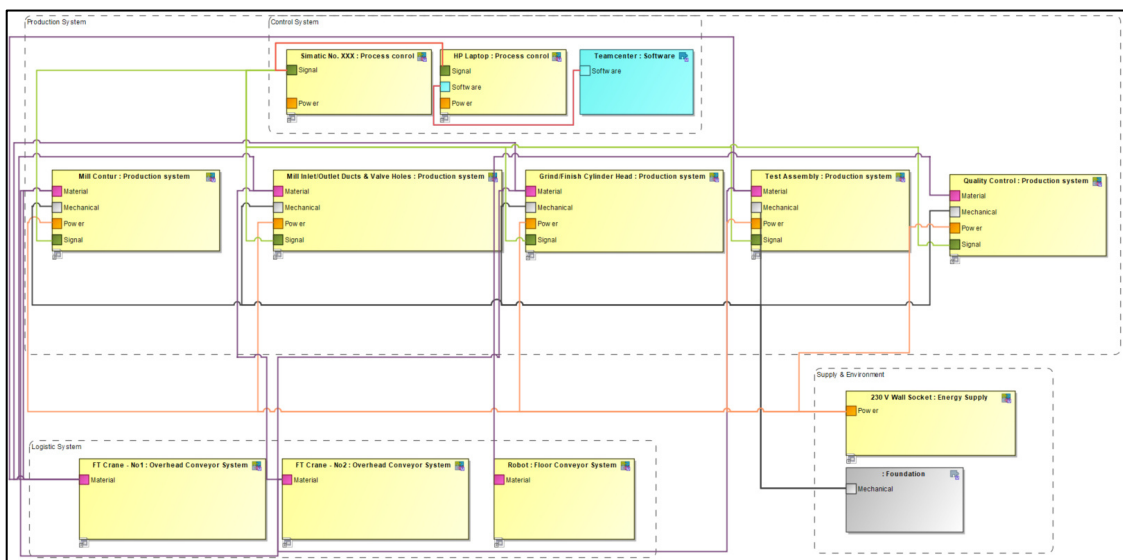 Production System
Control System
Simatic No. XXX : Process conrol
Signal
Power
HP Laptop : Process conrol
Signal
Software
Power
Teamcenter : Software
Software
Mill Contur : Production system
Material
Mechanical
Power
Signal
Mill Inlet/Outlet Ducts & Valve Holes : Production system
Material
Mechanical
Power
Signal
Grind/Finish Cylinder Head : Production system
Material
Mechanical
Power
Signal
Test Assembly : Production system
Material
Mechanical
Power
Signal
Quality Control : Production system
Material
Mechanical
Power
Signal
Supply & Environment
230 V Wall Socket : Energy Supply
Power
: Foundation
Mechanical
Logistic System
FT Crane - No1 : Overhead Conveyor System
Material
FT Crane - No2 : Overhead Conveyor System
Material
Robot : Floor Conveyor System
Material